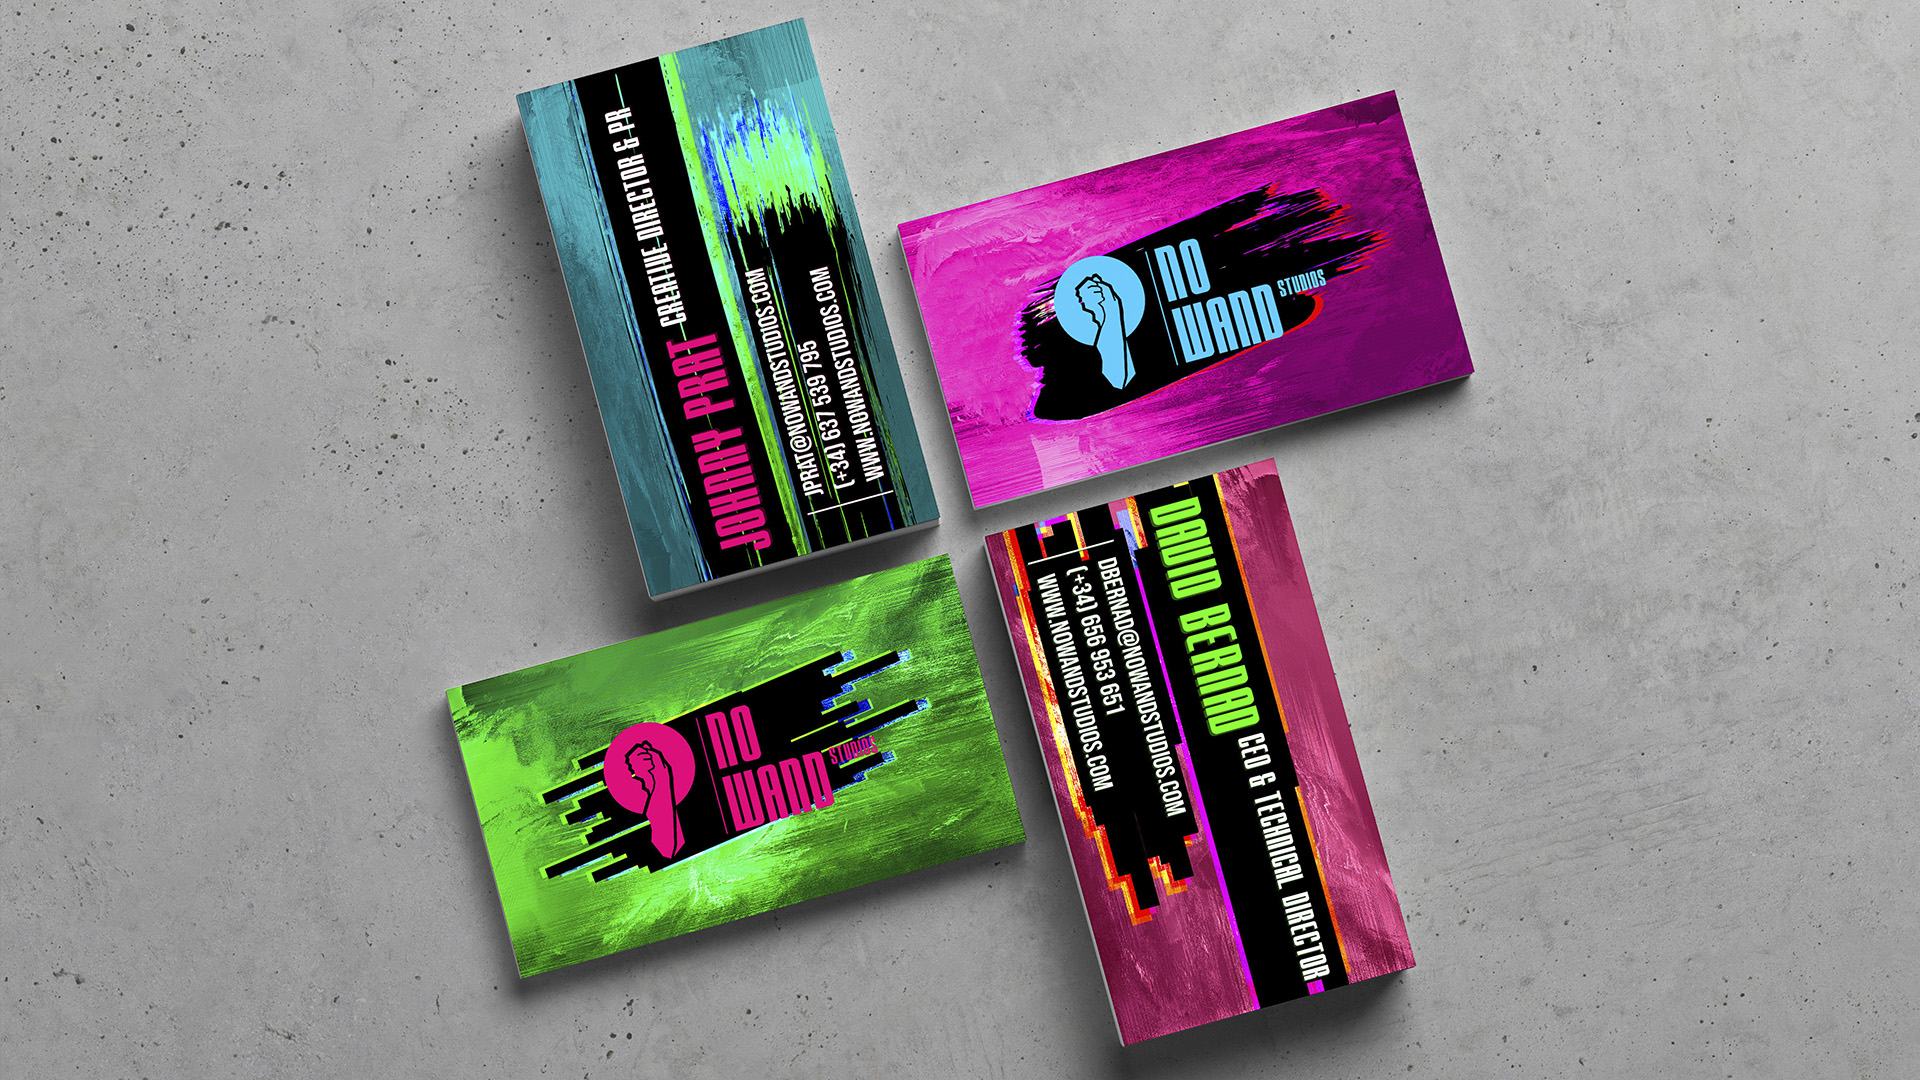 JOHNNY PRAT CREATIVE DIRECTOR & PR
JPRAT@NOWANDSTUDIOS.COM
(+34) 637 539 795
WWW.NOWANDSTUDIOS.COM
NO
WAND STUDIOS
DAVID BERNAD CEO & TECHNICAL DIRECTOR
DBERNAD@NOWANDSTUDIOS.COM
(+34) 656 953 651
WWW.NOWANDSTUDIOS.COM
NO
WAND STUDIOS